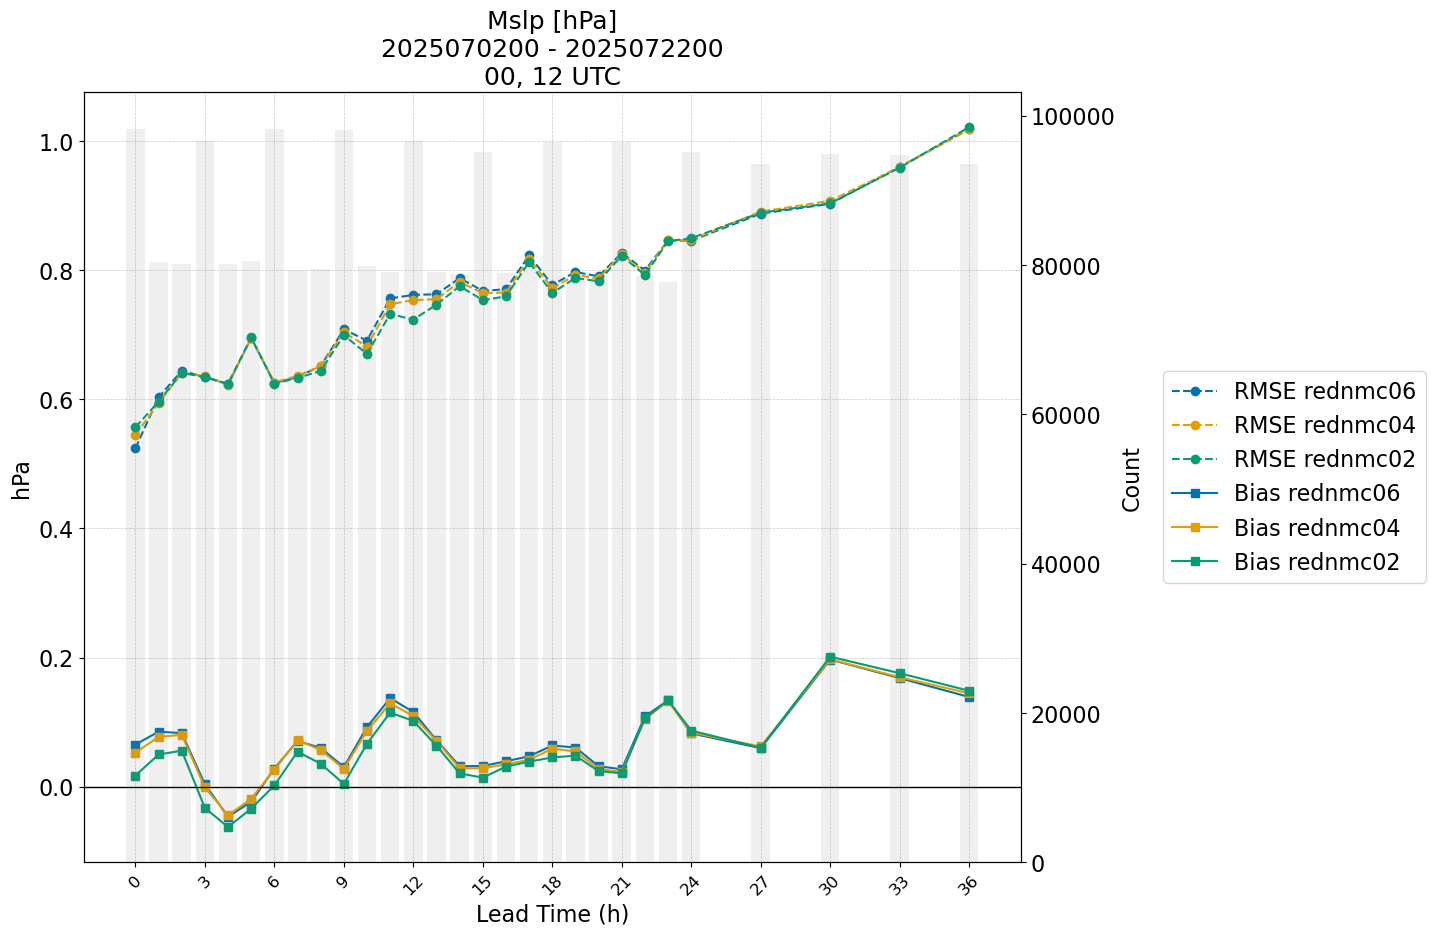 Mslp [hPa]
2025070200 - 2025072200
00, 12 UTC
1.0
0.8
0.6
0.4
0.2
0.0
hPa
100000
80000
60000
40000
20000
0
Count
0
3
6
9
12
15
18
21
24
27
30
33
36
Lead Time (h)
RMSE rednmc06
RMSE rednmc04
RMSE rednmc02
Bias rednmc06
Bias rednmc04
Bias rednmc02